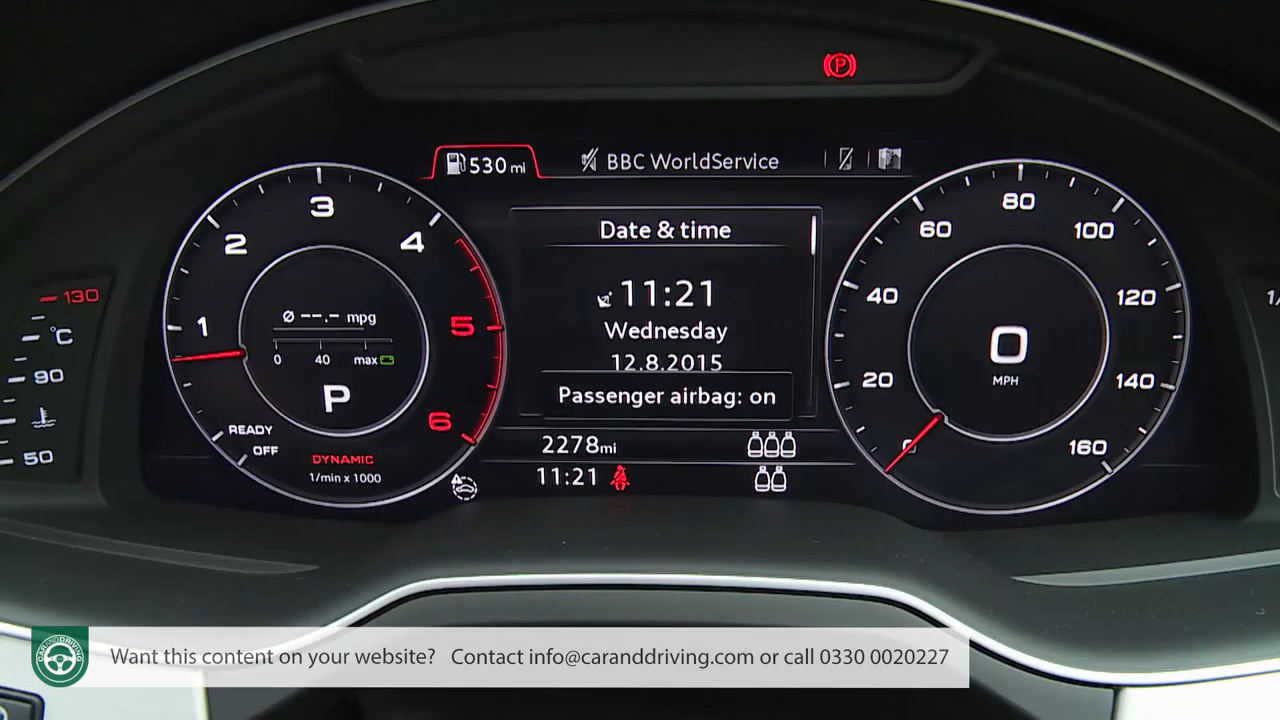 530 mi
BBC WorldService
Date & time
11:21
Wednesday
12.8.2015
Passenger airbag: on
2278mi
11:21
1
2
3
4
5
6
Ø --.- mpg
0 40 max
P
READY
OFF
DYNAMIC
1/min x 1000
0
20
40
60
80
100
120
140
160
0
MPH
130
°C
90
50
P
CARANDDRIVING
Want this content on your website? Contact info@caranddriving.com or call 0330 0020227